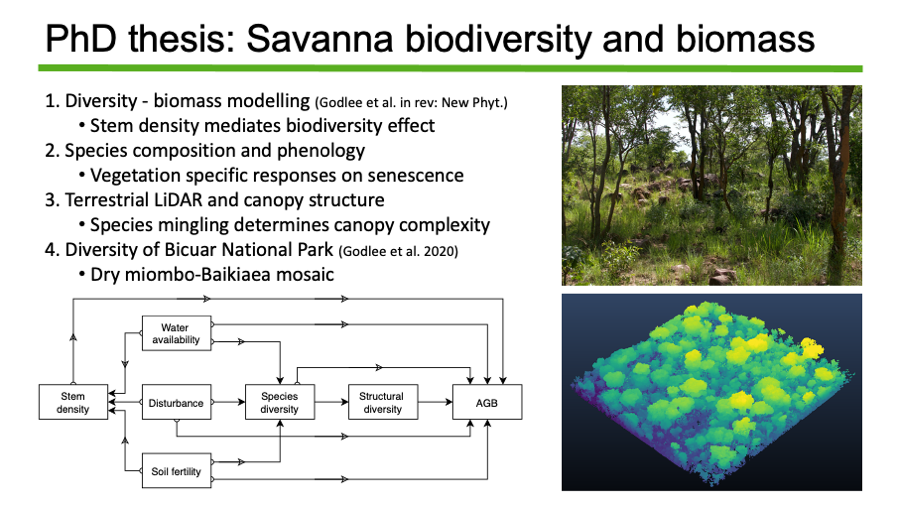 PhD thesis: Savanna biodiversity and biomass
1. Diversity - biomass modelling (Godlee et al. in rev: New Phyt.)
• Stem density mediates biodiversity effect
2. Species composition and phenology
• Vegetation specific responses on senescence
3. Terrestrial LiDAR and canopy structure
• Species mingling determines canopy complexity
4. Diversity of Bicuar National Park (Godlee et al. 2020)
• Dry miombo-Baikiaea mosaic
Water
availability
Stem
density
Disturbance
Species
diversity
Structural
diversity
AGB
Soil fertility